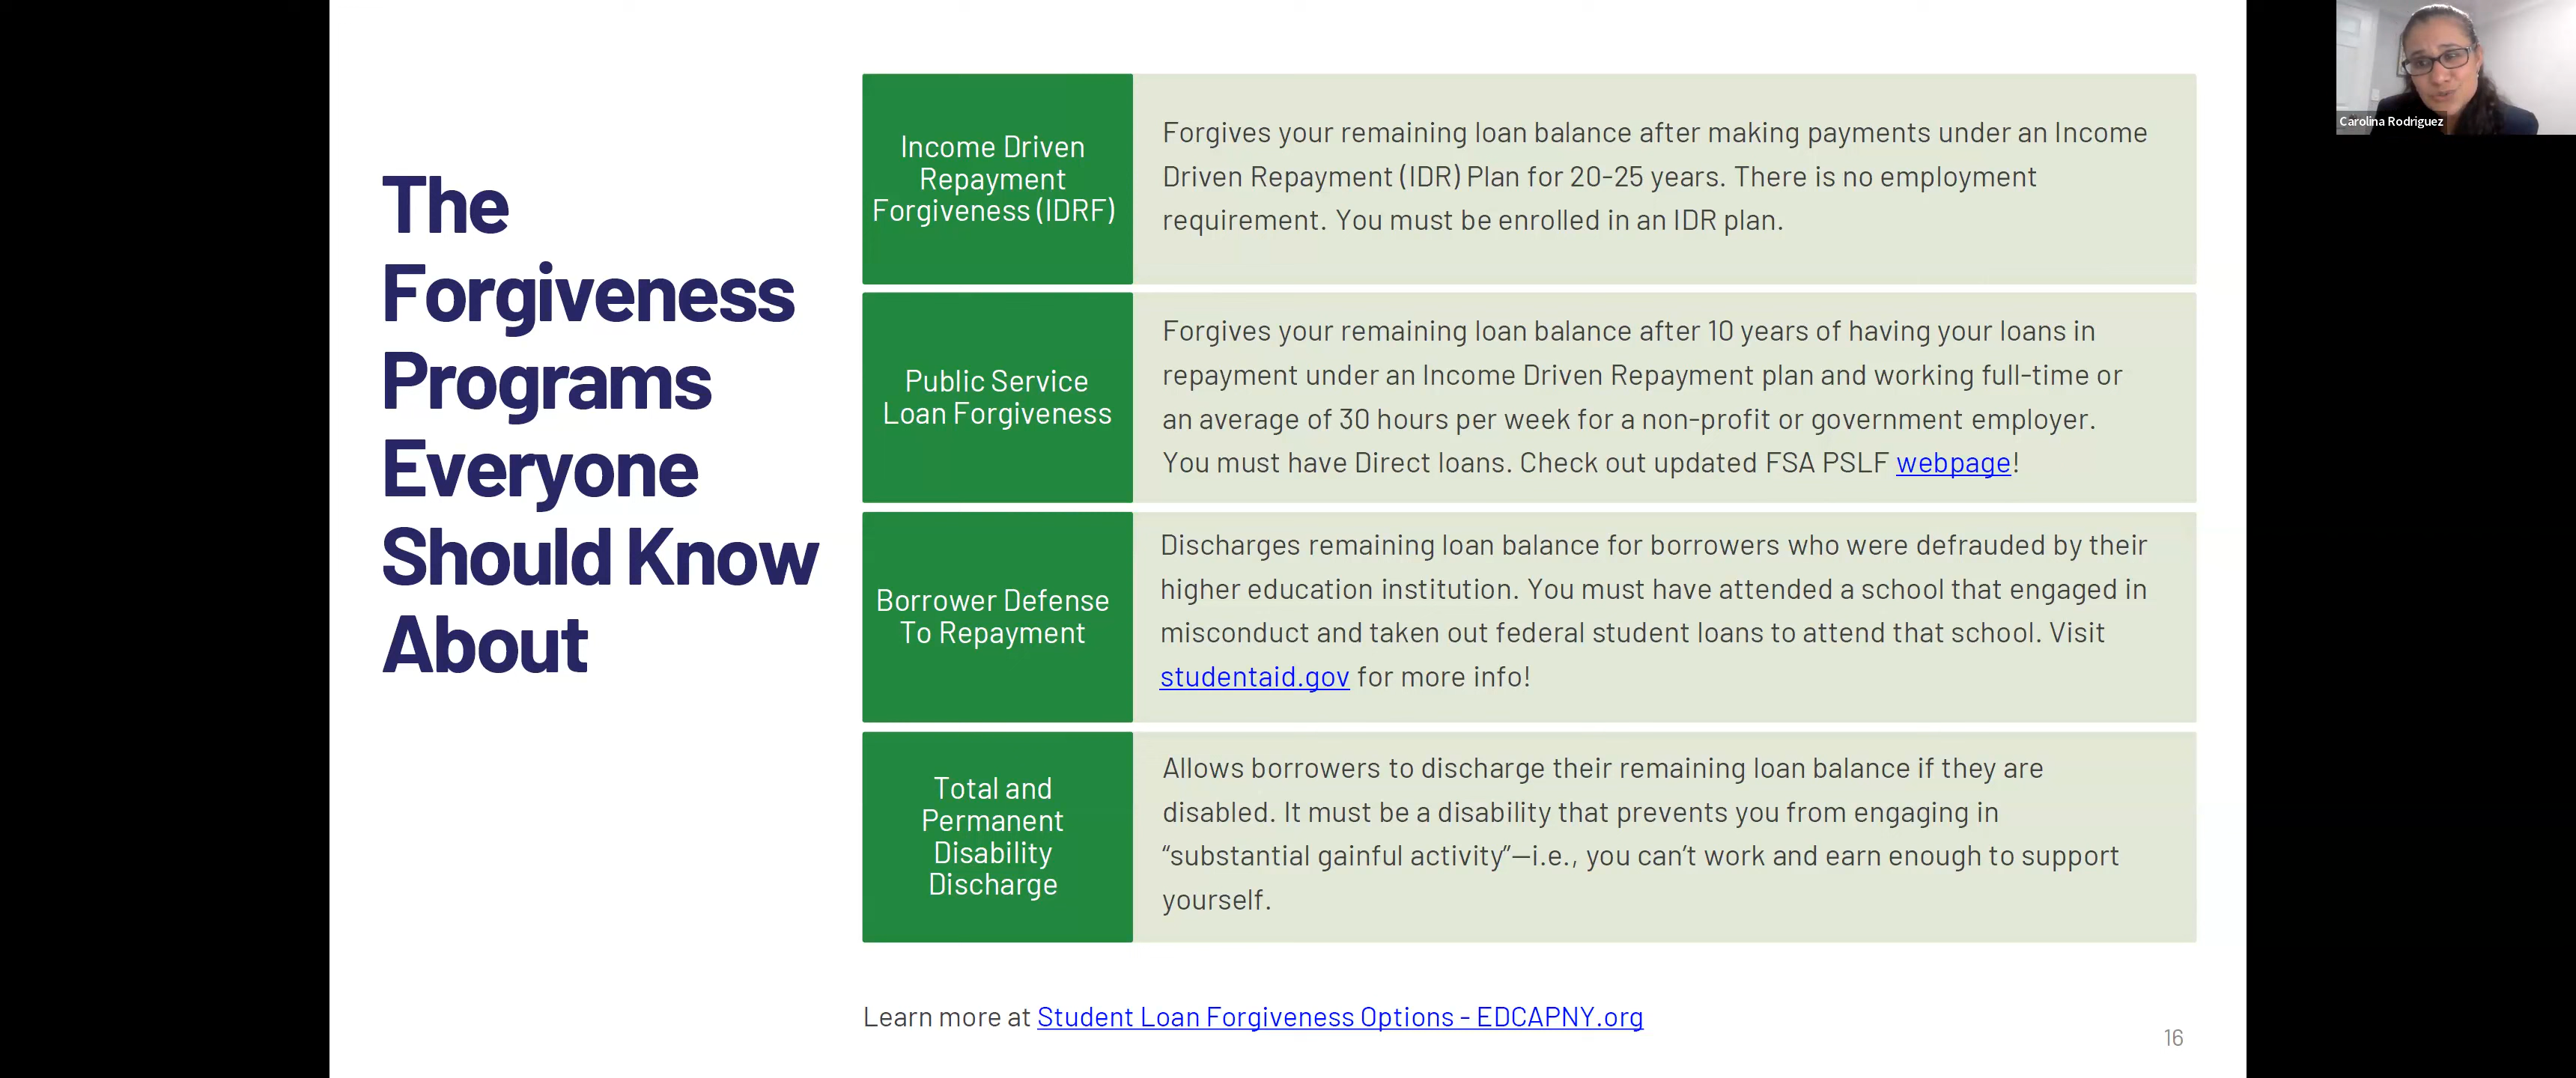 The
Forgiveness
Programs
Everyone
Should Know
About
Income Driven
Repayment
Forgiveness (IDRF)
Forgives your remaining loan balance after making payments under an Income
Driven Repayment (IDR) Plan for 20-25 years. There is no employment
requirement. You must be enrolled in an IDR plan.
Public Service
Loan Forgiveness
Forgives your remaining loan balance after 10 years of having your loans in
repayment under an Income Driven Repayment plan and working full-time or
an average of 30 hours per week for a non-profit or government employer.
You must have Direct loans. Check out updated FSA PSLF webpage!
Borrower Defense
To Repayment
Discharges remaining loan balance for borrowers who were defrauded by their
higher education institution. You must have attended a school that engaged in
misconduct and taken out federal student loans to attend that school. Visit
studentaid.gov for more info!
Total and
Permanent
Disability
Discharge
Allows borrowers to discharge their remaining loan balance if they are
disabled. It must be a disability that prevents you from engaging in
“substantial gainful activity”—i.e., you can’t work and earn enough to support
yourself.
Learn more at Student Loan Forgiveness Options - EDCAPNY.org
16
Carolina Rodriguez